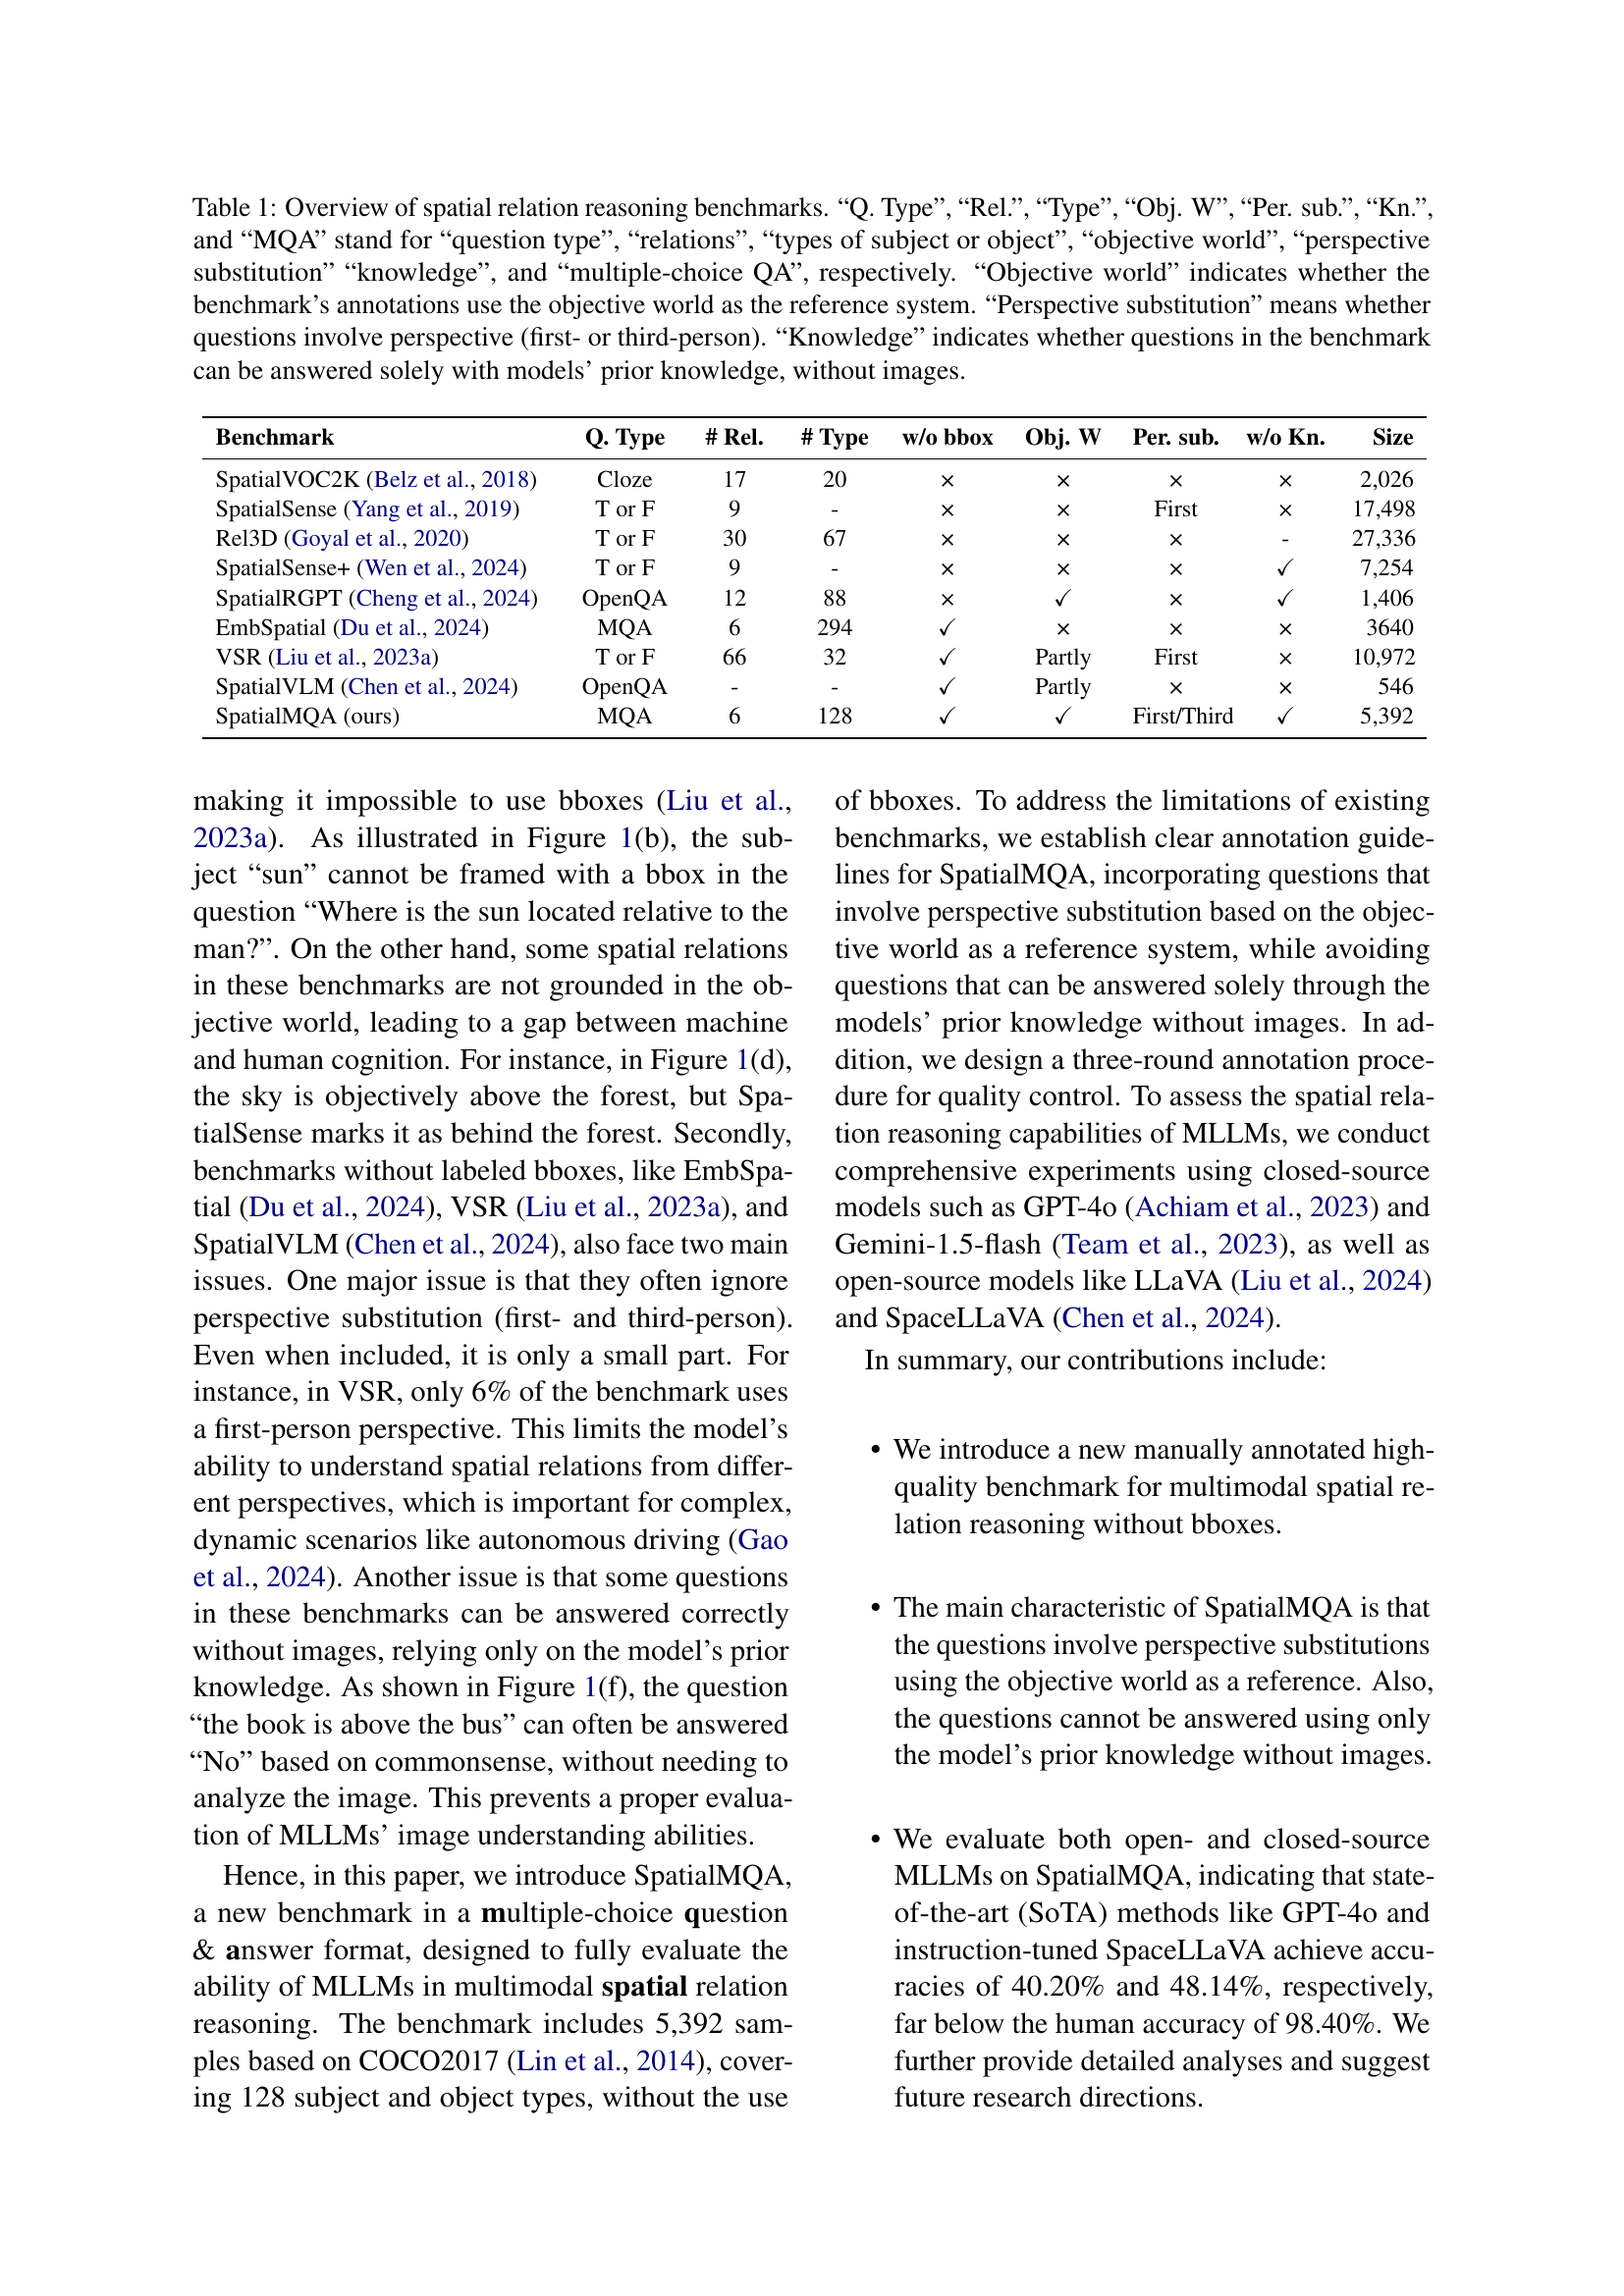 Table 1: Overview of spatial relation reasoning benchmarks. “Q. Type”, “Rel.”, “Type”, “Obj. W”, “Per. sub.”, “Kn.”,
and “MQA” stand for “question type”, “relations”, “types of subject or object”, “objective world”, “perspective
substitution” “knowledge”, and “multiple-choice QA”, respectively. “Objective world” indicates whether the
benchmark’s annotations use the objective world as the reference system. “Perspective substitution” means whether
questions involve perspective (first- or third-person). “Knowledge” indicates whether questions in the benchmark
can be answered solely with models’ prior knowledge, without images.
Benchmark Q. Type # Rel. # Type w/o bbox Obj. W Per. sub. w/o Kn. Size
SpatialVOC2K (Belz et al., 2018) Cloze 17 20 × × × × 2,026
SpatialSense (Yang et al., 2019) T or F 9 - × × First × 17,498
Rel3D (Goyal et al., 2020) T or F 30 67 × × × - 27,336
SpatialSense+ (Wen et al., 2024) T or F 9 - × × × ✓ 7,254
SpatialRGPT (Cheng et al., 2024) OpenQA 12 88 × ✓ × ✓ 1,406
EmbSpatial (Du et al., 2024) MQA 6 294 ✓ × × × 3640
VSR (Liu et al., 2023a) T or F 66 32 ✓ Partly First × 10,972
SpatialVLM (Chen et al., 2024) OpenQA - - ✓ Partly × × 546
SpatialMQA (ours) MQA 6 128 ✓ ✓ First/Third ✓ 5,392
making it impossible to use bboxes (Liu et al.,
2023a). As illustrated in Figure 1(b), the sub-
ject “sun” cannot be framed with a bbox in the
question “Where is the sun located relative to the
man?”. On the other hand, some spatial relations
in these benchmarks are not grounded in the ob-
jective world, leading to a gap between machine
and human cognition. For instance, in Figure 1(d),
the sky is objectively above the forest, but Spa-
tialSense marks it as behind the forest. Secondly,
benchmarks without labeled bboxes, like EmbSpa-
tial (Du et al., 2024), VSR (Liu et al., 2023a), and
SpatialVLM (Chen et al., 2024), also face two main
issues. One major issue is that they often ignore
perspective substitution (first- and third-person).
Even when included, it is only a small part. For
instance, in VSR, only 6% of the benchmark uses
a first-person perspective. This limits the model’s
ability to understand spatial relations from differ-
ent perspectives, which is important for complex,
dynamic scenarios like autonomous driving (Gao
et al., 2024). Another issue is that some questions
in these benchmarks can be answered correctly
without images, relying only on the model’s prior
knowledge. As shown in Figure 1(f), the question
“the book is above the bus” can often be answered
“No” based on commonsense, without needing to
analyze the image. This prevents a proper evalua-
tion of MLLMs’ image understanding abilities.
Hence, in this paper, we introduce SpatialMQA,
a new benchmark in a multiple-choice question
& answer format, designed to fully evaluate the
ability of MLLMs in multimodal spatial relation
reasoning. The benchmark includes 5,392 sam-
ples based on COCO2017 (Lin et al., 2014), cover-
ing 128 subject and object types, without the use
of bboxes. To address the limitations of existing
benchmarks, we establish clear annotation guide-
lines for SpatialMQA, incorporating questions that
involve perspective substitution based on the objec-
tive world as a reference system, while avoiding
questions that can be answered solely through the
models’ prior knowledge without images. In ad-
dition, we design a three-round annotation proce-
dure for quality control. To assess the spatial rela-
tion reasoning capabilities of MLLMs, we conduct
comprehensive experiments using closed-source
models such as GPT-4o (Achiam et al., 2023) and
Gemini-1.5-flash (Team et al., 2023), as well as
open-source models like LLaVA (Liu et al., 2024)
and SpaceLLaVA (Chen et al., 2024).
In summary, our contributions include:
• We introduce a new manually annotated high-
quality benchmark for multimodal spatial re-
lation reasoning without bboxes.
• The main characteristic of SpatialMQA is that
the questions involve perspective substitutions
using the objective world as a reference. Also,
the questions cannot be answered using only
the model’s prior knowledge without images.
• We evaluate both open- and closed-source
MLLMs on SpatialMQA, indicating that state-
of-the-art (SoTA) methods like GPT-4o and
instruction-tuned SpaceLLaVA achieve accu-
racies of 40.20% and 48.14%, respectively,
far below the human accuracy of 98.40%. We
further provide detailed analyses and suggest
future research directions.